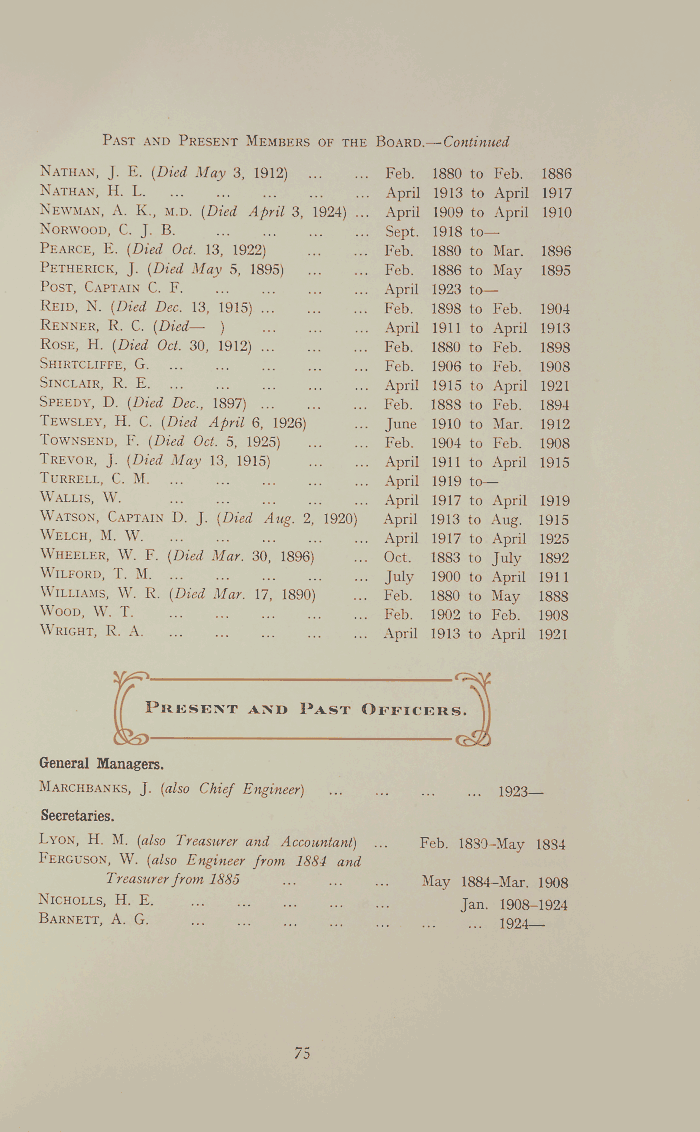 PAST AND PRESENT MEMBERS OF THE BOARD.—Continued
NATHAN, J. E. (Died May 3, 1912) ... ... Feb. 1880 to Feb. 1886
NATHAN, H. L. ... ... ... ... ... April 1913 to April 1917
NEWMAN, A. K., M.D. (Died April 3, 1924) ... April 1909 to April 1910
NORWOOD, C. J. B. ... ... ... ... Sept. 1918 to—
PEARCE, E. (Died Oct. 13, 1922) ... ... Feb. 1880 to Mar. 1896
PETHERICK, J. (Died May 5, 1895) ... ... Feb. 1886 to May 1895
POST, CAPTAIN C. F. ... ... ... ... April 1923 to—
REID, N. (Died Dec. 13, 1915) ... ... ... Feb. 1898 to Feb. 1904
RENNER, R. C. (Died— ) ... ... ... April 1911 to April 1913
ROSE, H. (Died Oct. 30, 1912) ... ... ... Feb. 1880 to Feb. 1898
SHIRTCLIFFE, G. ... ... ... ... ... Feb. 1906 to Feb. 1908
SINCLAIR, R. E. ... ... ... ... ... April 1915 to April 1921
SPEEDY, D. (Died Dec., 1897) ... ... ... Feb. 1888 to Feb. 1894
TEWSLEY, H. C. (Died April 6, 1926) ... June 1910 to Mar. 1912
TOWNSEND, F. (Died Oct. 5, 1925) ... ... Feb. 1904 to Feb. 1908
TREVOR, J. (Died May 13, 1915) ... ... April 1911 to April 1915
TURRELL, C. M. ... ... ... ... ... April 1919 to—
WALLIS, W. ... ... ... ... ... April 1917 to April 1919
WATSON, CAPTAIN D. J. (Died Aug. 2, 1920) April 1913 to Aug. 1915
WELCH, M. W. ... ... ... ... ... April 1917 to April 1925
WHEELER, W. F. (Died Mar. 30, 1896) ... Oct. 1883 to July 1892
WILFORD, T. M. ... ... ... ... ... July 1900 to April 1911
WILLIAMS, W. R. (Died Mar. 17, 1890) ... Feb. 1880 to May 1888
WOOD, W. T. ... ... ... ... ... Feb. 1902 to Feb. 1908
WRIGHT, R. A. ... ... ... ... ... April 1913 to April 1921
PRESENT AND PAST OFFICERS.
General Managers.
MARCHBANKS, J. (also Chief Engineer) ... ... ... ... 1923—
Secretaries.
LYON, H. M. (also Treasurer and Accountant) ... Feb. 1880–May 1884
FERGUSON, W. (also Engineer from 1884 and
Treasurer from 1885 ... ... ... May 1884–Mar. 1908
NICHOLLS, H. E. ... ... ... ... ... Jan. 1908–1924
BARNETT, A. G. ... ... ... ... ... ... ... 1924—
75